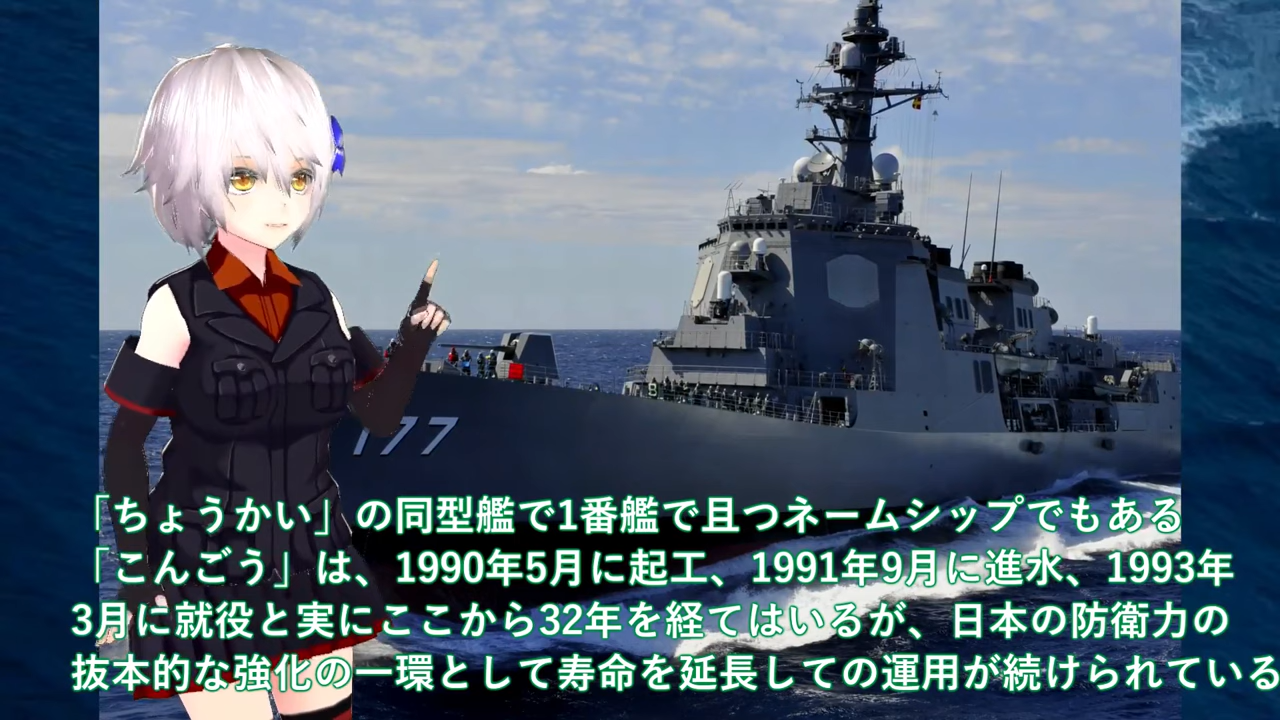 177
「ちょうかい」の同型艦で1番艦で且つネームシップでもある
「こんごう」は、1990年5月に起工、1991年9月に進水、1993年
3月に就役と実にここから32年を経てはいるが、日本の防衛力の
抜本的な強化の一環として寿命を延長しての運用が続けられている